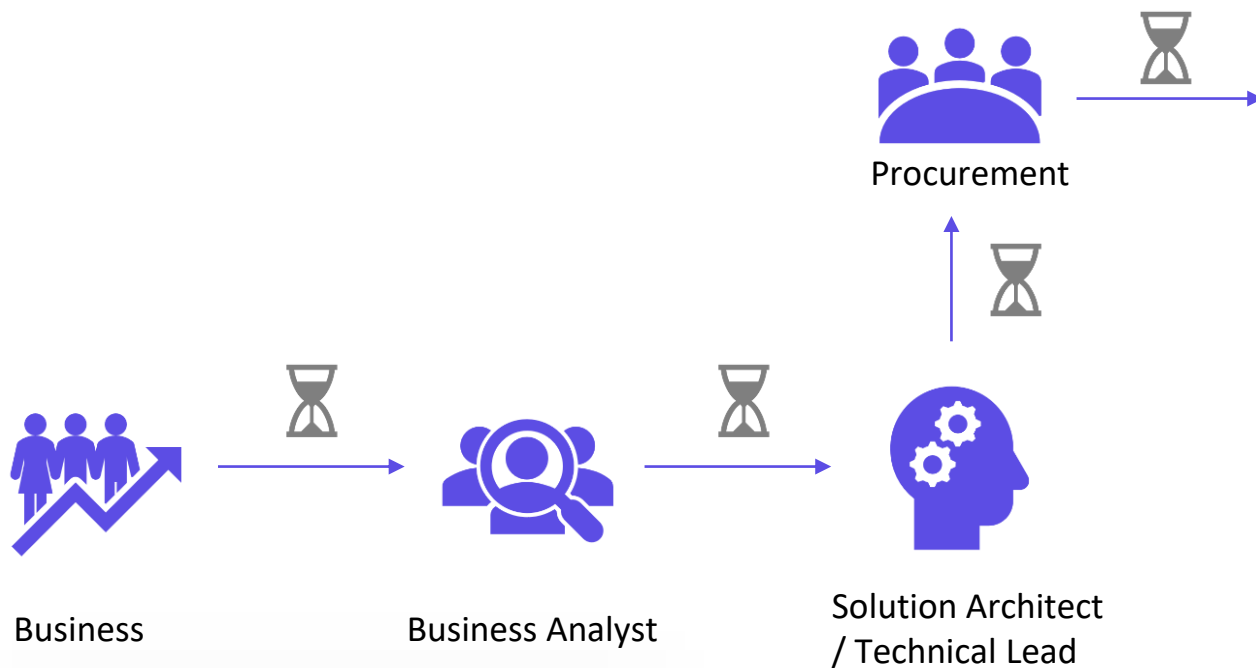 Procurement
Business
Business Analyst
Solution Architect
/ Technical Lead